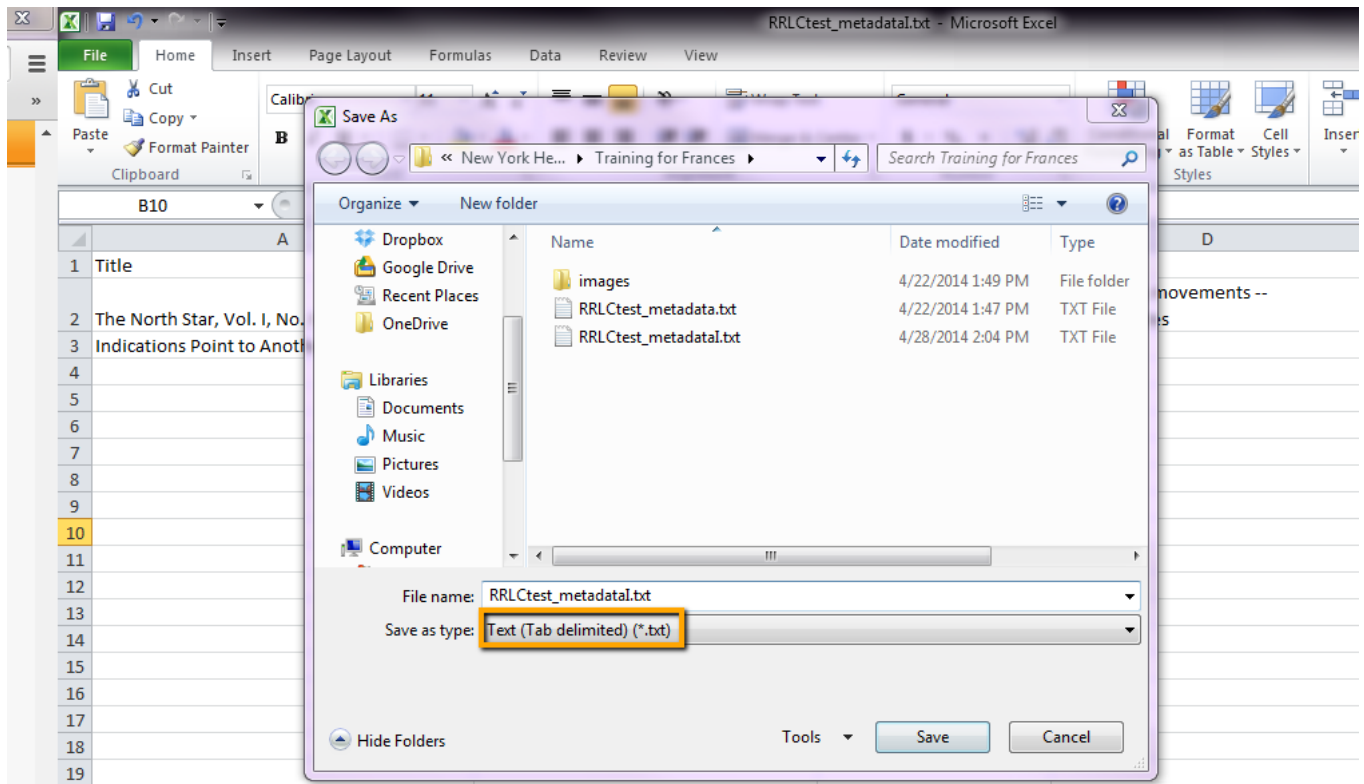 RRLCtest_metadataI.txt - Microsoft Excel
File Home Insert Page Layout Formulas Data Review View
Cut
Copy
Paste
Format Painter
Clipboard
B
Format as Table
Cell Styles
Styles
B10
A
D
1 Title
movements --
2 The North Star, Vol. I, No.
3 Indications Point to Anoth
4
5
6
7
8
9
10
11
12
13
14
15
16
17
18
19
Save As
« New York He... Training for Frances
Search Training for Frances
Organize New folder
Dropbox
Google Drive
Recent Places
OneDrive
Libraries
Documents
Music
Pictures
Videos
Computer
Name Date modified Type
images 4/22/2014 1:49 PM File folder
RRLCtest_metadata.txt 4/22/2014 1:47 PM TXT File
RRLCtest_metadataI.txt 4/28/2014 2:04 PM TXT File
File name: RRLCtest_metadataI.txt
Save as type: Text (Tab delimited) (*.txt)
Hide Folders
Tools Save Cancel